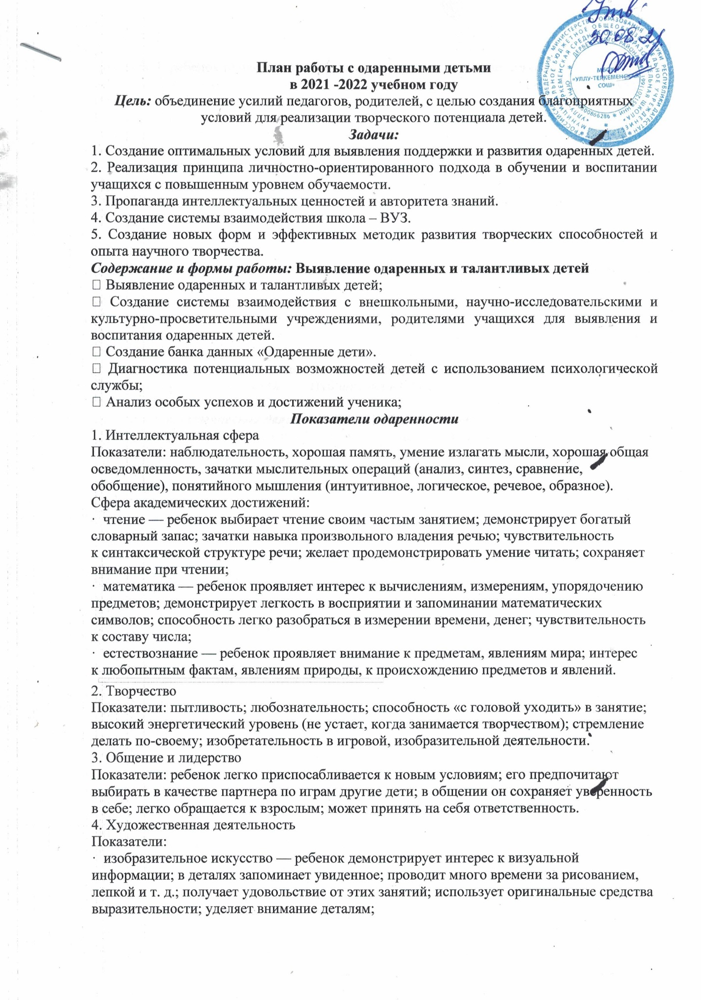 Утв.
30.08.21.
МБОУ
«УЛЛУ-ТЕРКЕМЕНСКАЯ
СОШ»
План работы с одаренными детьми
в 2021 -2022 учебном году
Цель: объединение усилий педагогов, родителей, с целью создания благоприятных
условий для реализации творческого потенциала детей.
Задачи:
1. Создание оптимальных условий для выявления поддержки и развития одаренных детей.
2. Реализация принципа личностно-ориентированного подхода в обучении и воспитании
учащихся с повышенным уровнем обучаемости.
3. Пропаганда интеллектуальных ценностей и авторитета знаний.
4. Создание системы взаимодействия школа – ВУЗ.
5. Создание новых форм и эффективных методик развития творческих способностей и
опыта научного творчества.
Содержание и формы работы: Выявление одаренных и талантливых детей
□ Выявление одаренных и талантливых детей;
□ Создание системы взаимодействия с внешкольными, научно-исследовательскими и
культурно-просветительными учреждениями, родителями учащихся для выявления и
воспитания одаренных детей.
□ Создание банка данных «Одаренные дети».
□ Диагностика потенциальных возможностей детей с использованием психологической
службы;
□ Анализ особых успехов и достижений ученика;
Показатели одаренности
1. Интеллектуальная сфера
Показатели: наблюдательность, хорошая память, умение излагать мысли, хорошая общая
осведомленность, зачатки мыслительных операций (анализ, синтез, сравнение,
обобщение), понятийного мышления (интуитивное, логическое, речевое, образное).
Сфера академических достижений:
· чтение — ребенок выбирает чтение своим частым занятием; демонстрирует богатый
словарный запас; зачатки навыка произвольного владения речью; чувствительность
к синтаксической структуре речи; желает продемонстрировать умение читать; сохраняет
внимание при чтении;
· математика — ребенок проявляет интерес к вычислениям, измерениям, упорядочению
предметов; демонстрирует легкость в восприятии и запоминании математических
символов; способность легко разобраться в измерении времени, денег; чувствительность
к составу числа;
· естествознание — ребенок проявляет внимание к предметам, явлениям мира; интерес
к любопытным фактам, явлениям природы, к происхождению предметов и явлений.
2. Творчество
Показатели: пытливость; любознательность; способность «с головой уходить» в занятие;
высокий энергетический уровень (не устает, когда занимается творчеством); стремление
делать по-своему; изобретательность в игровой, изобразительной деятельности.
3. Общение и лидерство
Показатели: ребенок легко приспосабливается к новым условиям; его предпочитают
выбирать в качестве партнера по играм другие дети; в общении он сохраняет уверенность
в себе; легко обращается к взрослым; может принять на себя ответственность.
4. Художественная деятельность
Показатели:
· изобразительное искусство — ребенок демонстрирует интерес к визуальной
информации; в деталях запоминает увиденное; проводит много времени за рисованием,
лепкой и т. д.; получает удовольствие от этих занятий; использует оригинальные средства
выразительности; уделяет внимание деталям;